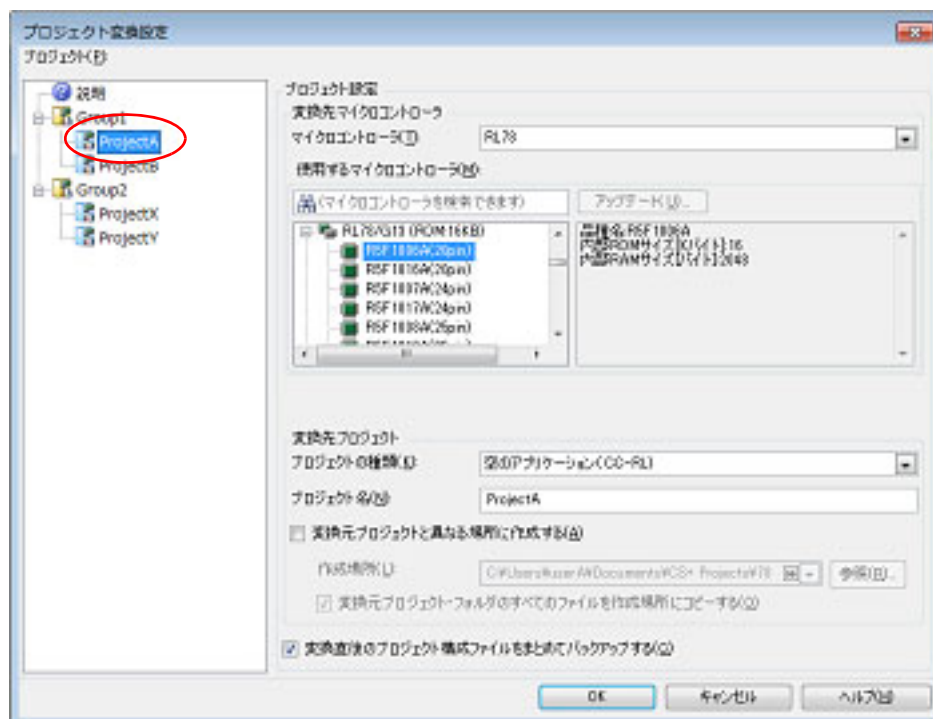 プロジェクト変換設定
プロジェクト(P)
説明
Group1
ProjectA
ProjectB
Group2
ProjectX
ProjectY
プロジェクト設定
変換先マイクロコントローラ
マイクロコントローラ(T)
RL78
使用するマイクロコントローラ(M):
(マイクロコントローラを検索できます)
アップデート(U)...
RL78/G13 (ROM:16KB)
R5F1006A(20pin)
R5F1016A(20pin)
R5F1007A(24pin)
R5F1017A(24pin)
R5F1008A(25pin)
品種名:R5F1006A
内部ROMサイズ[Kバイト]:16
内部RAMサイズ[バイト]:2048
変換先プロジェクト
プロジェクトの種類(K):
空のアプリケーション(CC-RL)
プロジェクト名(N):
ProjectA
変換元プロジェクトと異なる場所に作成する(A)
作成場所(L):
C:¥Users¥userA¥Documents¥CS+ Projects¥78
参照(R)...
変換元プロジェクト・フォルダのすべてのファイルを作成場所にコピーする(O)
変換直後のプロジェクト構成ファイルをまとめてバックアップする(C)
OK
キャンセル
ヘルプ(H)